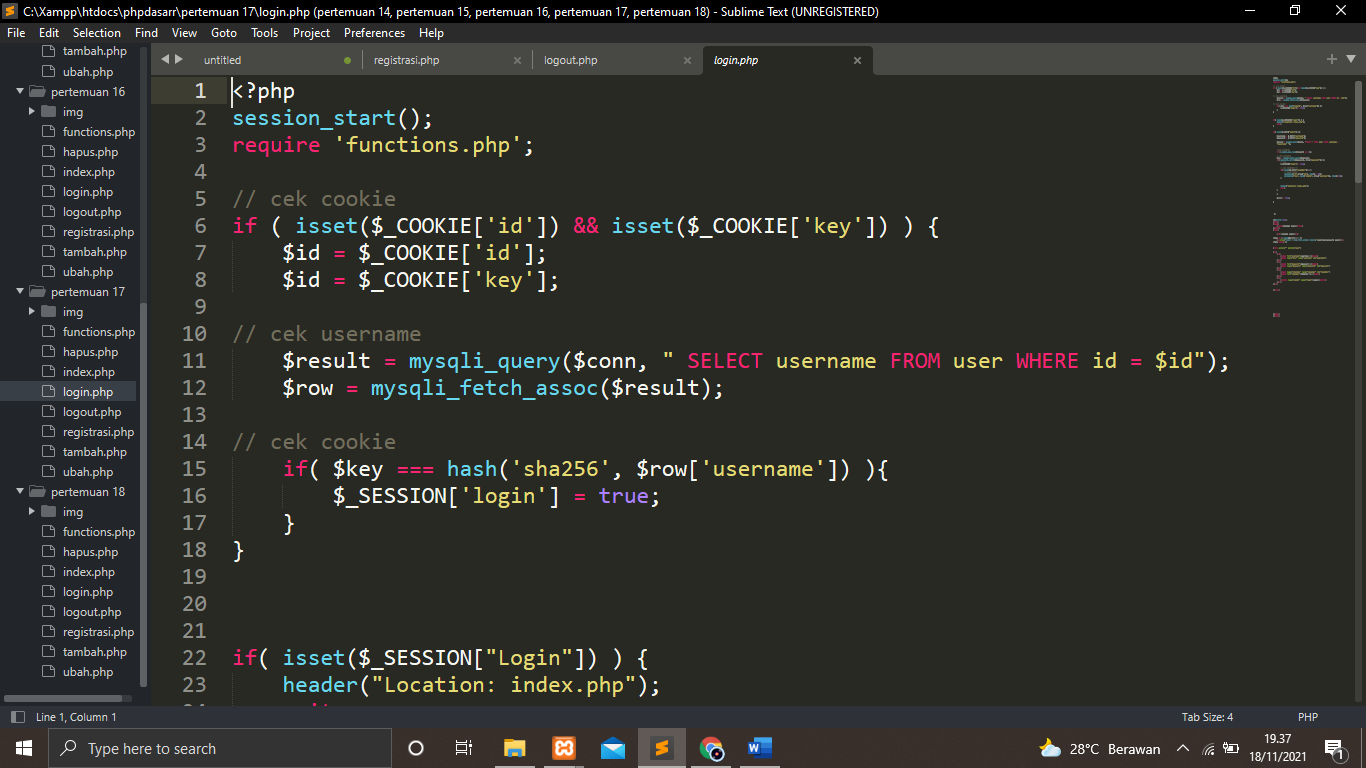 C:\Xampp\htdocs\phpdasarr\pertemuan 17\login.php (pertemuan 14, pertemuan 15, pertemuan 16, pertemuan 17, pertemuan 18) - Sublime Text (UNREGISTERED)
File Edit Selection Find View Goto Tools Project Preferences Help
tambah.php
ubah.php
pertemuan 16
img
functions.php
hapus.php
index.php
login.php
logout.php
registrasi.php
tambah.php
ubah.php
pertemuan 17
img
functions.php
hapus.php
index.php
login.php
logout.php
registrasi.php
tambah.php
ubah.php
pertemuan 18
img
functions.php
hapus.php
index.php
login.php
logout.php
registrasi.php
tambah.php
ubah.php
untitled registrasi.php logout.php login.php
1 <?php
2 session_start();
3 require 'functions.php';
4
5 // cek cookie
6 if ( isset($_COOKIE['id']) && isset($_COOKIE['key']) ) {
7 $id = $_COOKIE['id'];
8 $id = $_COOKIE['key'];
9
10 // cek username
11 $result = mysqli_query($conn, " SELECT username FROM user WHERE id = $id");
12 $row = mysqli_fetch_assoc($result);
13
14 // cek cookie
15 if( $key === hash('sha256', $row['username']) ){
16 $_SESSION['login'] = true;
17 }
18 }
19
20
21
22 if( isset($_SESSION["Login"]) ) {
23 header("Location: index.php");
Line 1, Column 1 Tab Size: 4 PHP
Type here to search 28°C Berawan 19.37
18/11/2021
1